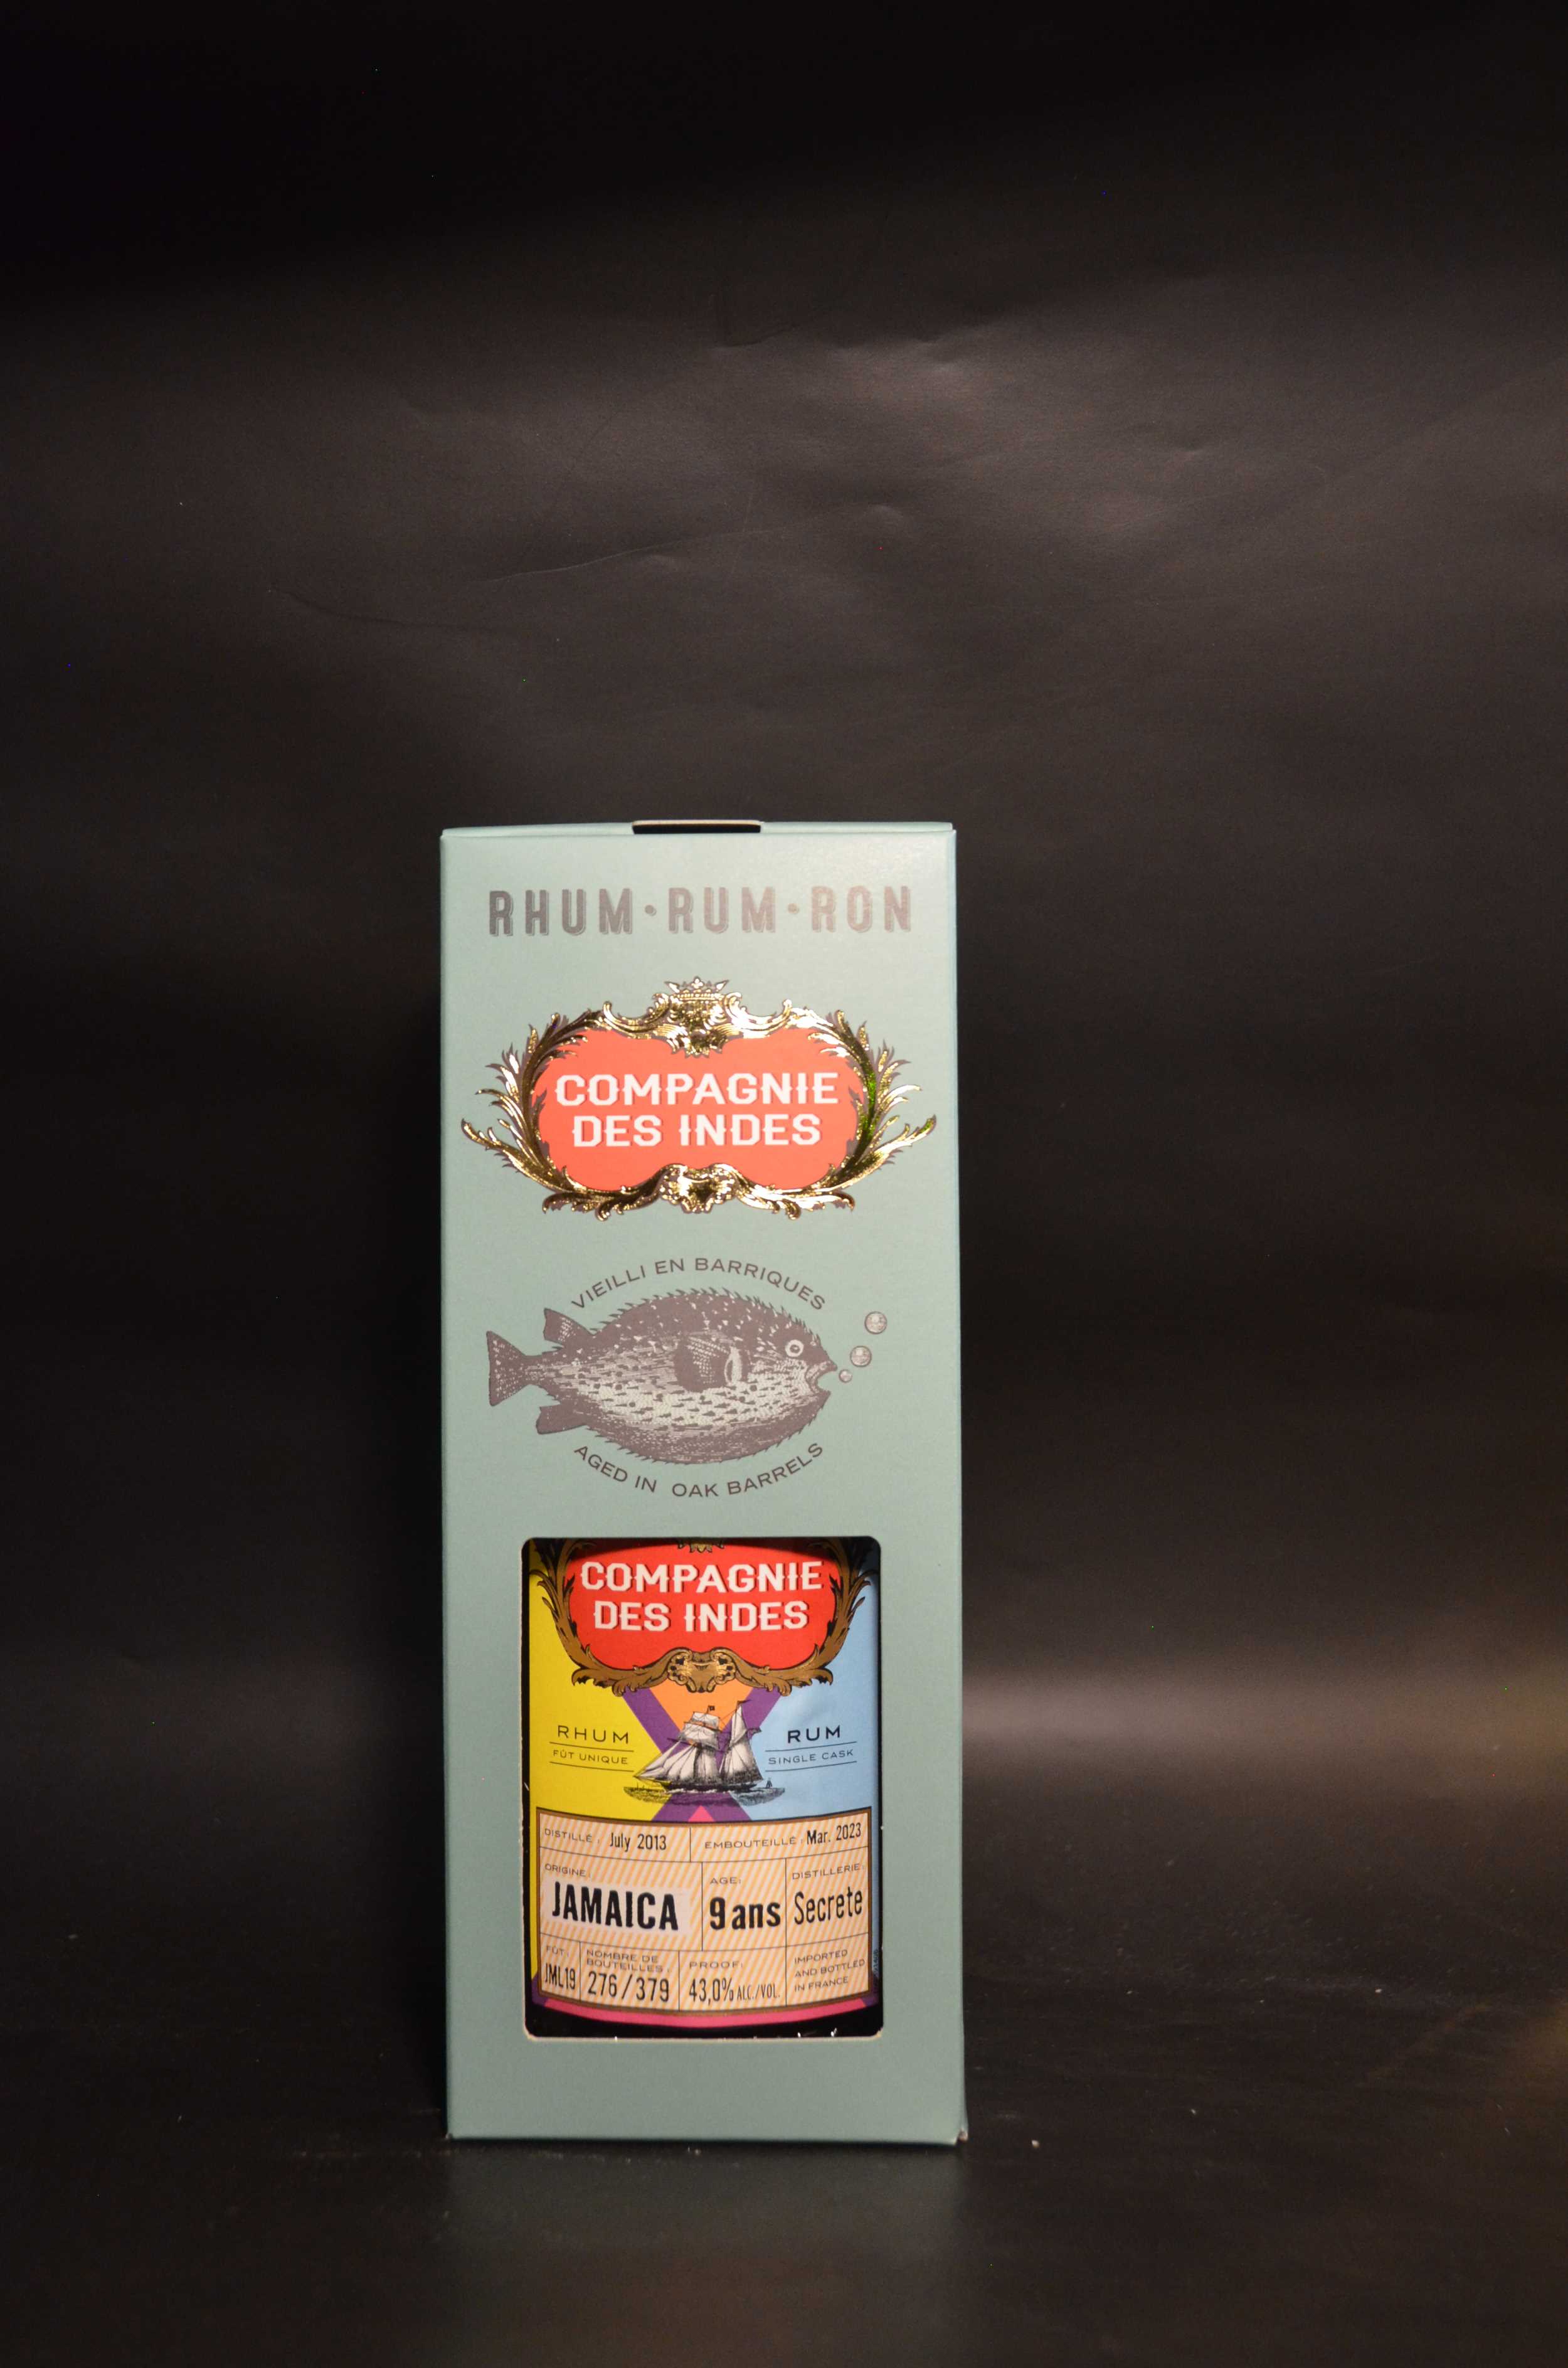 RHUM·RUM·RON
COMPAGNIE
DES INDES
VIEILLI EN BARRIQUES
AGED IN OAK BARRELS
COMPAGNIE
DES INDES
RHUM
FÛT UNIQUE
RUM
SINGLE CASK
DISTILLÉ: July 2013
EMBOUTEILLÉ: Mar. 2023
ORIGINE:
JAMAICA
AGE:
9 ans
DISTILLERIE:
Secrete
FÛT:
JML19
NOMBRE DE
BOUTEILLES:
276/379
PROOF:
43,0% ALC./VOL.
IMPORTED
AND BOTTLED
IN FRANCE